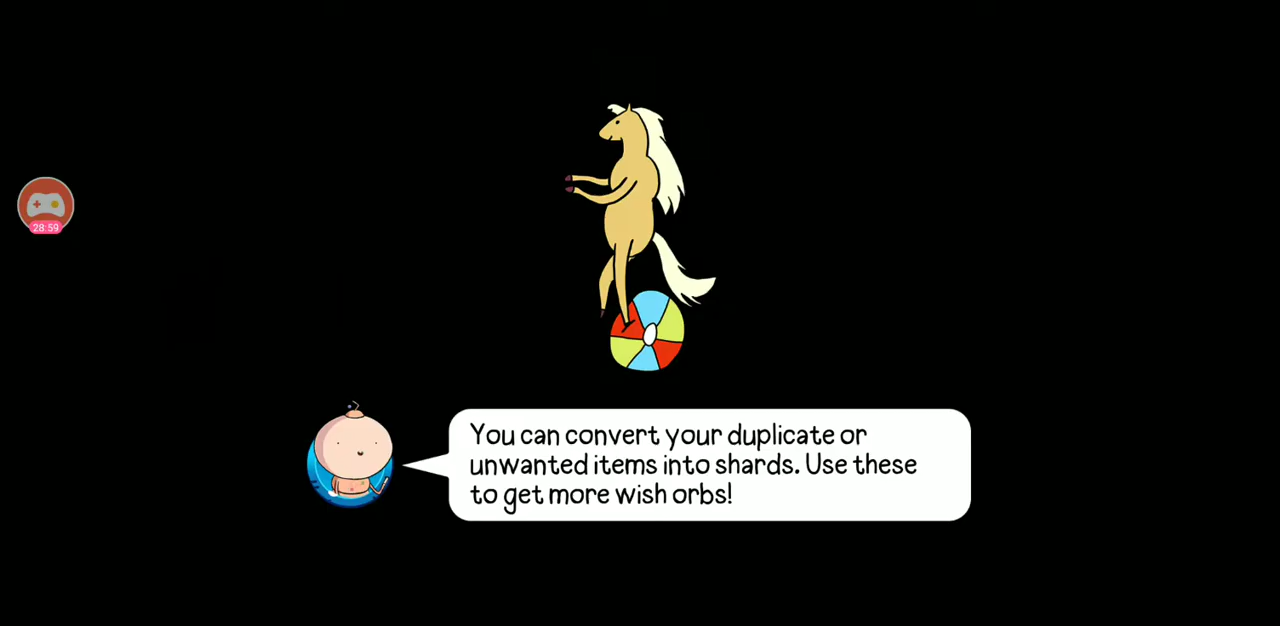 28:59
You can convert your duplicate or
unwanted items into shards. Use these
to get more wish orbs!